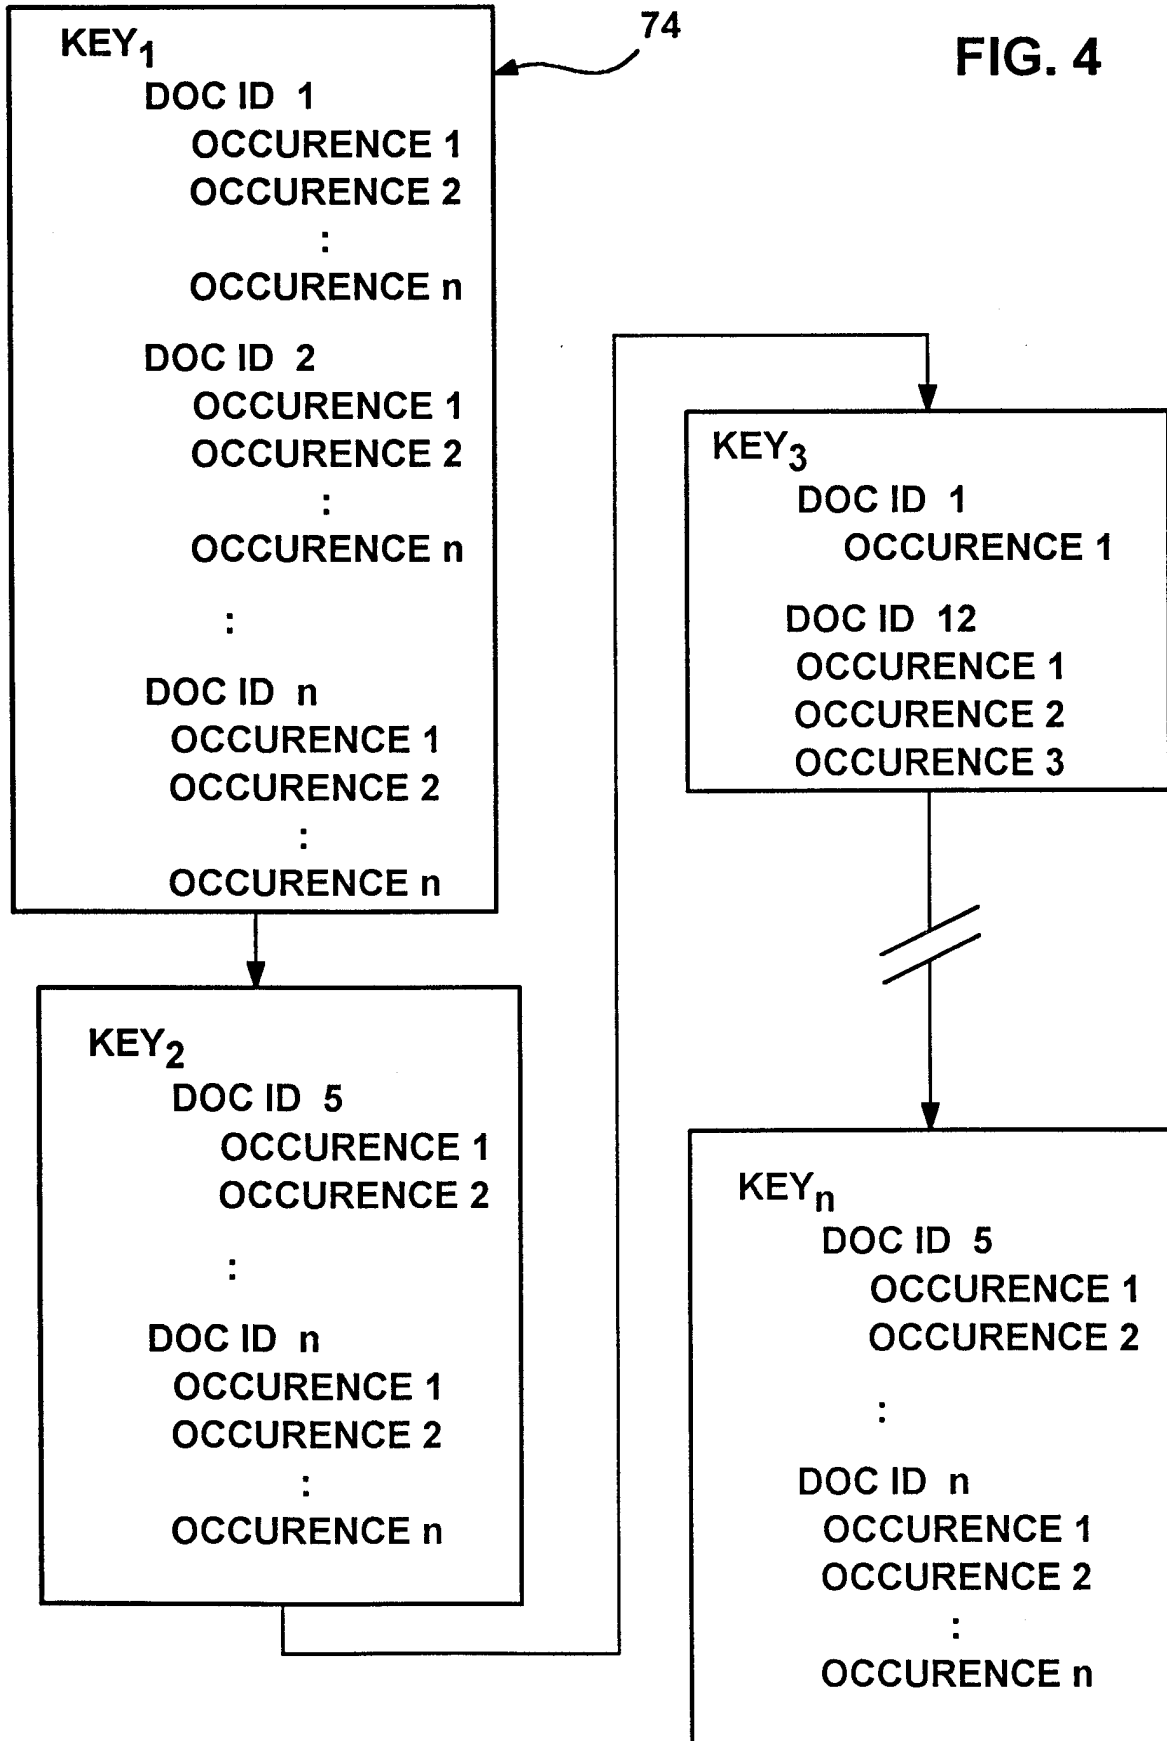 74
FIG. 4
KEY1
DOC ID 1
OCCURENCE 1
OCCURENCE 2
:
OCCURENCE n
DOC ID 2
OCCURENCE 1
OCCURENCE 2
:
OCCURENCE n
:
DOC ID n
OCCURENCE 1
OCCURENCE 2
:
OCCURENCE n
KEY2
DOC ID 5
OCCURENCE 1
OCCURENCE 2
:
DOC ID n
OCCURENCE 1
OCCURENCE 2
:
OCCURENCE n
KEY3
DOC ID 1
OCCURENCE 1
DOC ID 12
OCCURENCE 1
OCCURENCE 2
OCCURENCE 3
KEYn
DOC ID 5
OCCURENCE 1
OCCURENCE 2
:
DOC ID n
OCCURENCE 1
OCCURENCE 2
:
OCCURENCE n